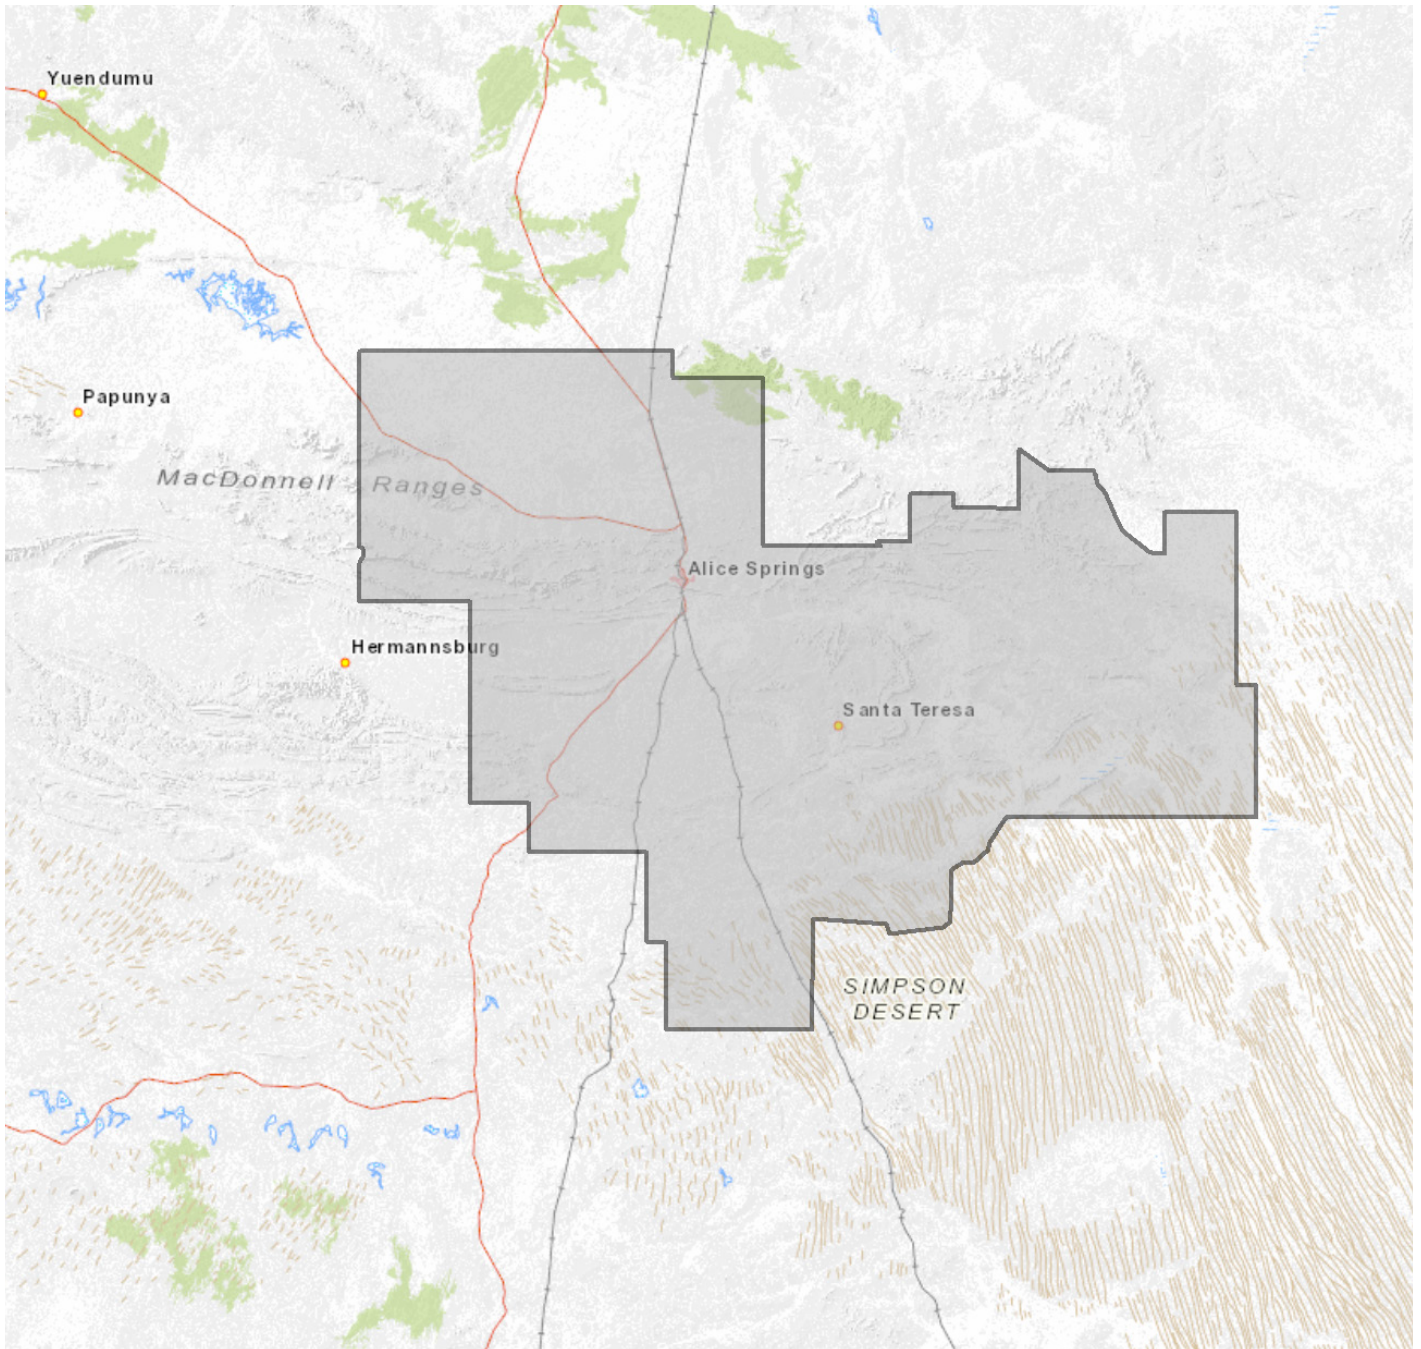 Yuendumu
Papunya
MacDonnell Ranges
Alice Springs
Hermannsburg
Santa Teresa
SIMPSON
DESERT